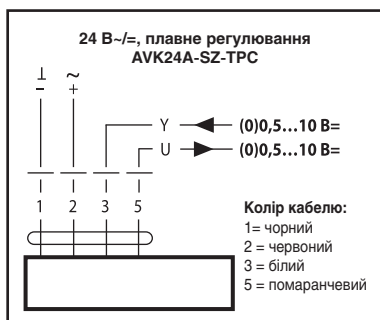 24 В~/=, плавне регулювання
AVK24A-SZ-TPC
⊥ ~
− +
Y (0)0,5...10 В=
U (0)0,5...10 В=
1 2 3 5
Колір кабелю:
1= чорний
2 = червоний
3 = білий
5 = помаранчевий